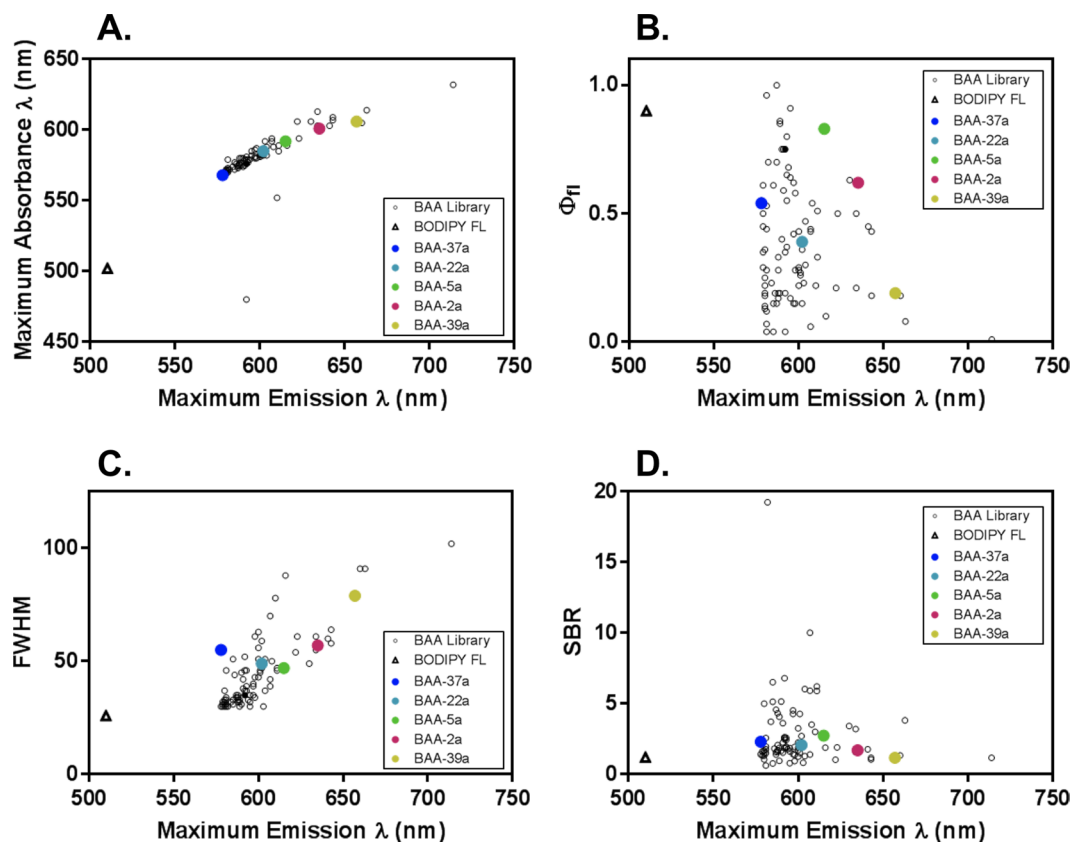 A.
Maximum Absorbance λ (nm)
650
600
550
500
450
500 550 600 650 700 750
Maximum Emission λ (nm)
BAA Library
BODIPY FL
BAA-37a
BAA-22a
BAA-5a
BAA-2a
BAA-39a
B.
Φfl
1.0
0.5
0.0
500 550 600 650 700 750
Maximum Emission λ (nm)
BAA Library
BODIPY FL
BAA-37a
BAA-22a
BAA-5a
BAA-2a
BAA-39a
C.
FWHM
100
50
0
500 550 600 650 700 750
Maximum Emission λ (nm)
BAA Library
BODIPY FL
BAA-37a
BAA-22a
BAA-5a
BAA-2a
BAA-39a
D.
SBR
20
15
10
5
0
500 550 600 650 700 750
Maximum Emission λ (nm)
BAA Library
BODIPY FL
BAA-37a
BAA-22a
BAA-5a
BAA-2a
BAA-39a